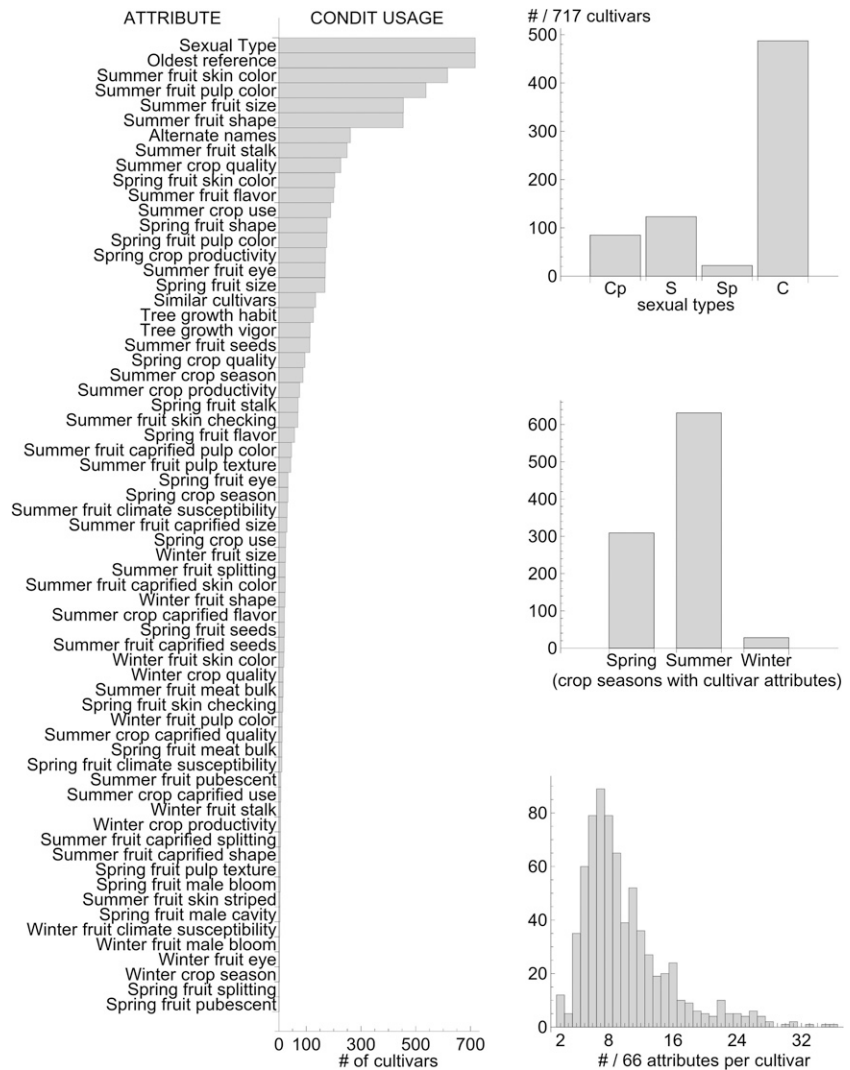 ATTRIBUTE
CONDIT USAGE
Sexual Type
Oldest reference
Summer fruit skin color
Summer fruit pulp color
Summer fruit size
Summer fruit shape
Alternate names
Summer fruit stalk
Summer crop quality
Spring fruit skin color
Summer fruit flavor
Summer crop use
Spring fruit shape
Spring fruit pulp color
Spring crop productivity
Summer fruit eye
Spring fruit size
Similar cultivars
Tree growth habit
Tree growth vigor
Summer fruit seeds
Spring crop quality
Summer crop season
Summer crop productivity
Spring fruit stalk
Summer fruit skin checking
Spring fruit flavor
Summer fruit caprified pulp color
Summer fruit pulp texture
Spring fruit eye
Spring crop season
Summer fruit climate susceptibility
Summer fruit caprified size
Spring crop use
Winter fruit size
Summer fruit splitting
Summer fruit caprified skin color
Winter fruit shape
Summer crop caprified flavor
Spring fruit seeds
Summer fruit caprified seeds
Winter fruit skin color
Winter crop quality
Summer fruit meat bulk
Spring fruit skin checking
Winter fruit pulp color
Summer crop caprified quality
Spring fruit meat bulk
Spring fruit climate susceptibility
Summer fruit pubescent
Summer crop caprified use
Winter fruit stalk
Winter crop productivity
Summer fruit caprified splitting
Summer fruit caprified shape
Spring fruit pulp texture
Spring fruit male bloom
Summer fruit skin striped
Spring fruit male cavity
Winter fruit climate susceptibility
Winter fruit male bloom
Winter fruit eye
Winter crop season
Spring fruit splitting
Spring fruit pubescent
0 100 300 500 700
# of cultivars
# / 717 cultivars
500
400
300
200
100
0
Cp S Sp C
sexual types
600
500
400
300
200
100
0
Spring Summer Winter
(crop seasons with cultivar attributes)
80
60
40
20
0
2 8 16 24 32
# / 66 attributes per cultivar